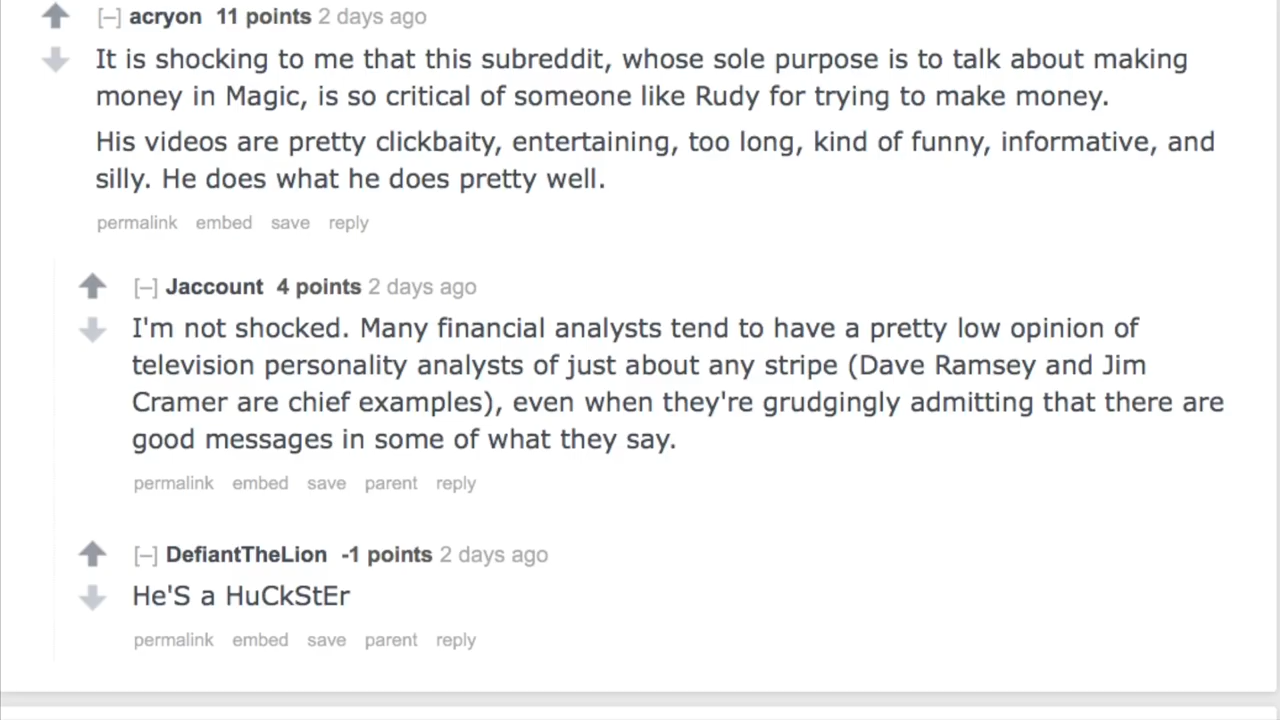 [–] acryon 11 points 2 days ago
It is shocking to me that this subreddit, whose sole purpose is to talk about making
money in Magic, is so critical of someone like Rudy for trying to make money.
His videos are pretty clickbaity, entertaining, too long, kind of funny, informative, and
silly. He does what he does pretty well.
permalink embed save reply
[–] Jaccount 4 points 2 days ago
I'm not shocked. Many financial analysts tend to have a pretty low opinion of
television personality analysts of just about any stripe (Dave Ramsey and Jim
Cramer are chief examples), even when they're grudgingly admitting that there are
good messages in some of what they say.
permalink embed save parent reply
[–] DefiantTheLion -1 points 2 days ago
He'S a HuCkStEr
permalink embed save parent reply